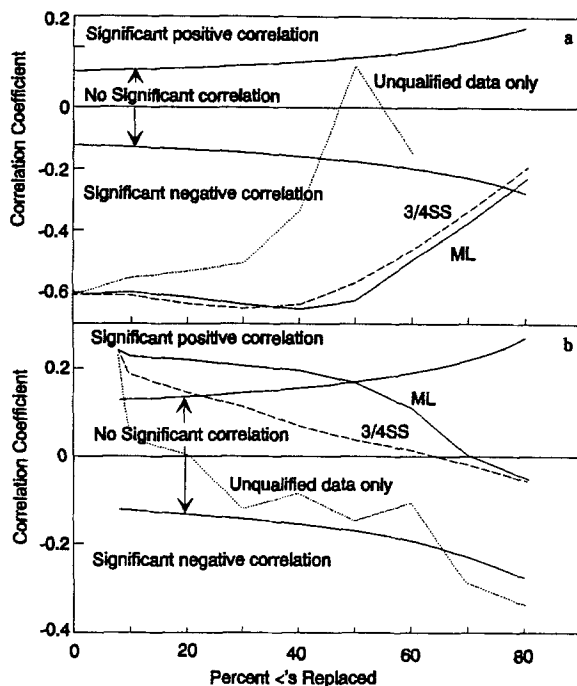 0.2
Significant positive correlation
a
No Significant correlation
Unqualified data only
0
Correlation Coefficient
-0.2
Significant negative correlation
3/4SS
ML
-0.6
Significant positive correlation
b
0.2
ML
No Significant correlation
3/4SS
0
Correlation Coefficient
Unqualified data only
-0.2
Significant negative correlation
-0.4
0
20
40
60
80
Percent <'s Replaced